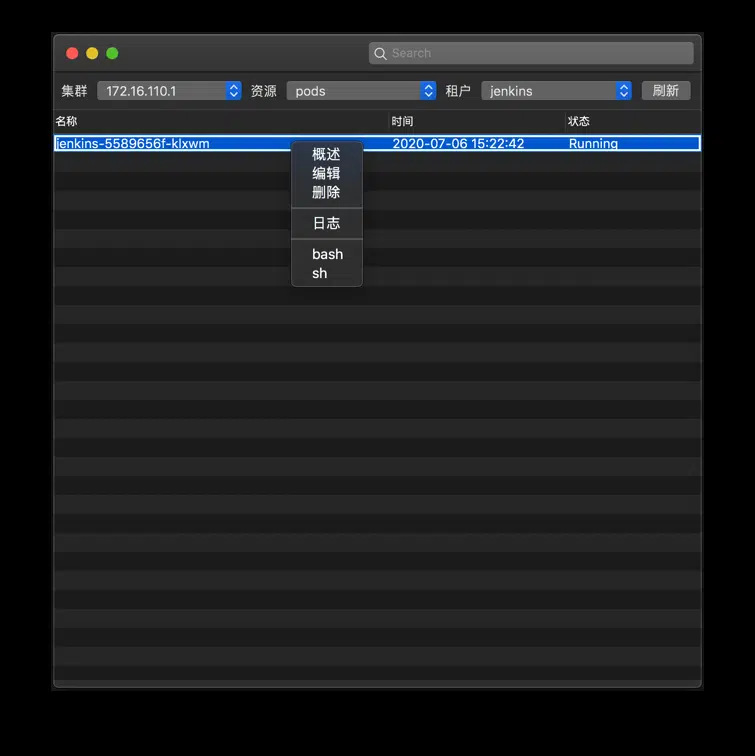 Search
集群 172.16.110.1 资源 pods 租户 jenkins 刷新
名称 时间 状态
jenkins-5589656f-klxwm 2020-07-06 15:22:42 Running
概述
编辑
删除
日志
bash
sh